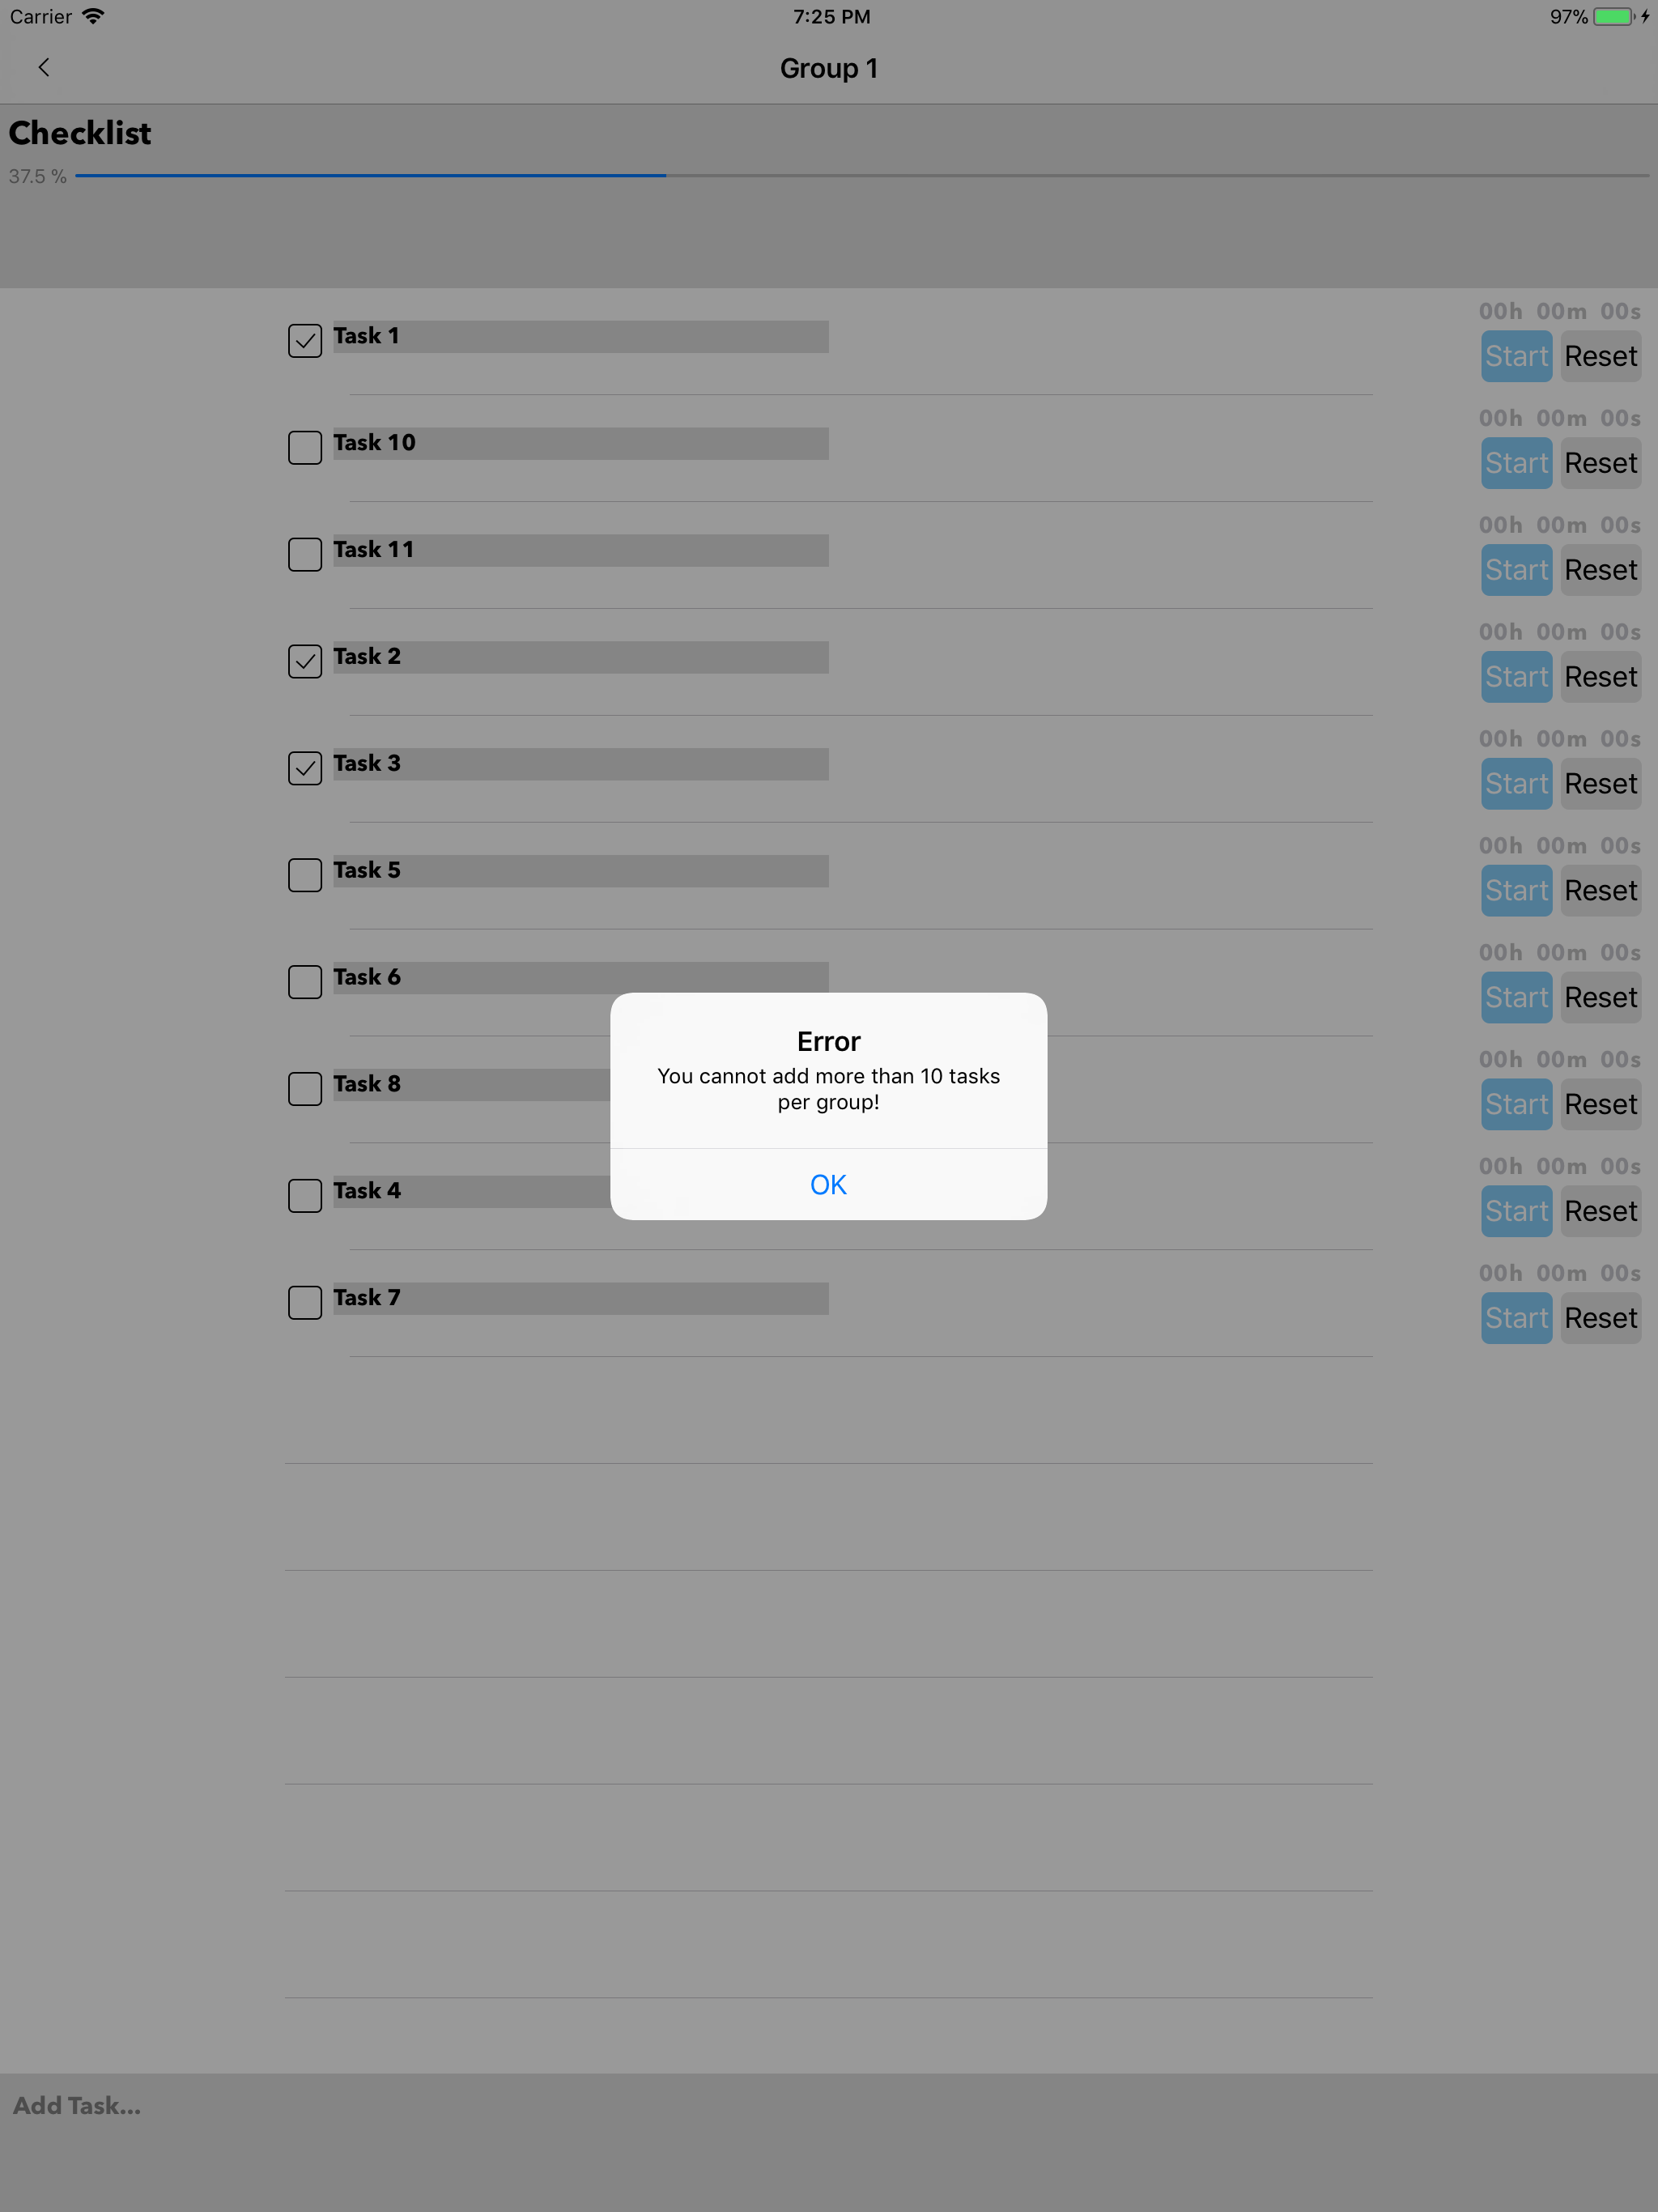 Carrier 7:25 PM 97%
Group 1
Checklist
37.5 %
00h 00m 00s
Task 1 Start Reset
00h 00m 00s
Task 10 Start Reset
00h 00m 00s
Task 11 Start Reset
00h 00m 00s
Task 2 Start Reset
00h 00m 00s
Task 3 Start Reset
00h 00m 00s
Task 5 Start Reset
00h 00m 00s
Task 6 Start Reset
Error
You cannot add more than 10 tasks
per group!
OK
00h 00m 00s
Task 8 Start Reset
00h 00m 00s
Task 4 Start Reset
00h 00m 00s
Task 7 Start Reset
Add Task...